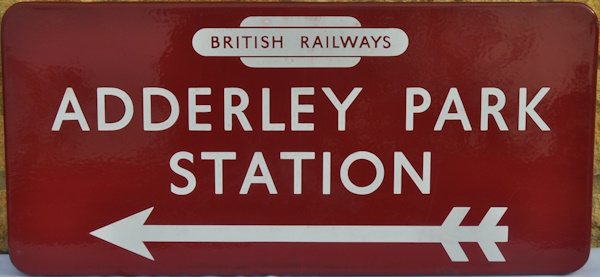 BRITISH RAILWAYS
ADDERLEY PARK
STATION